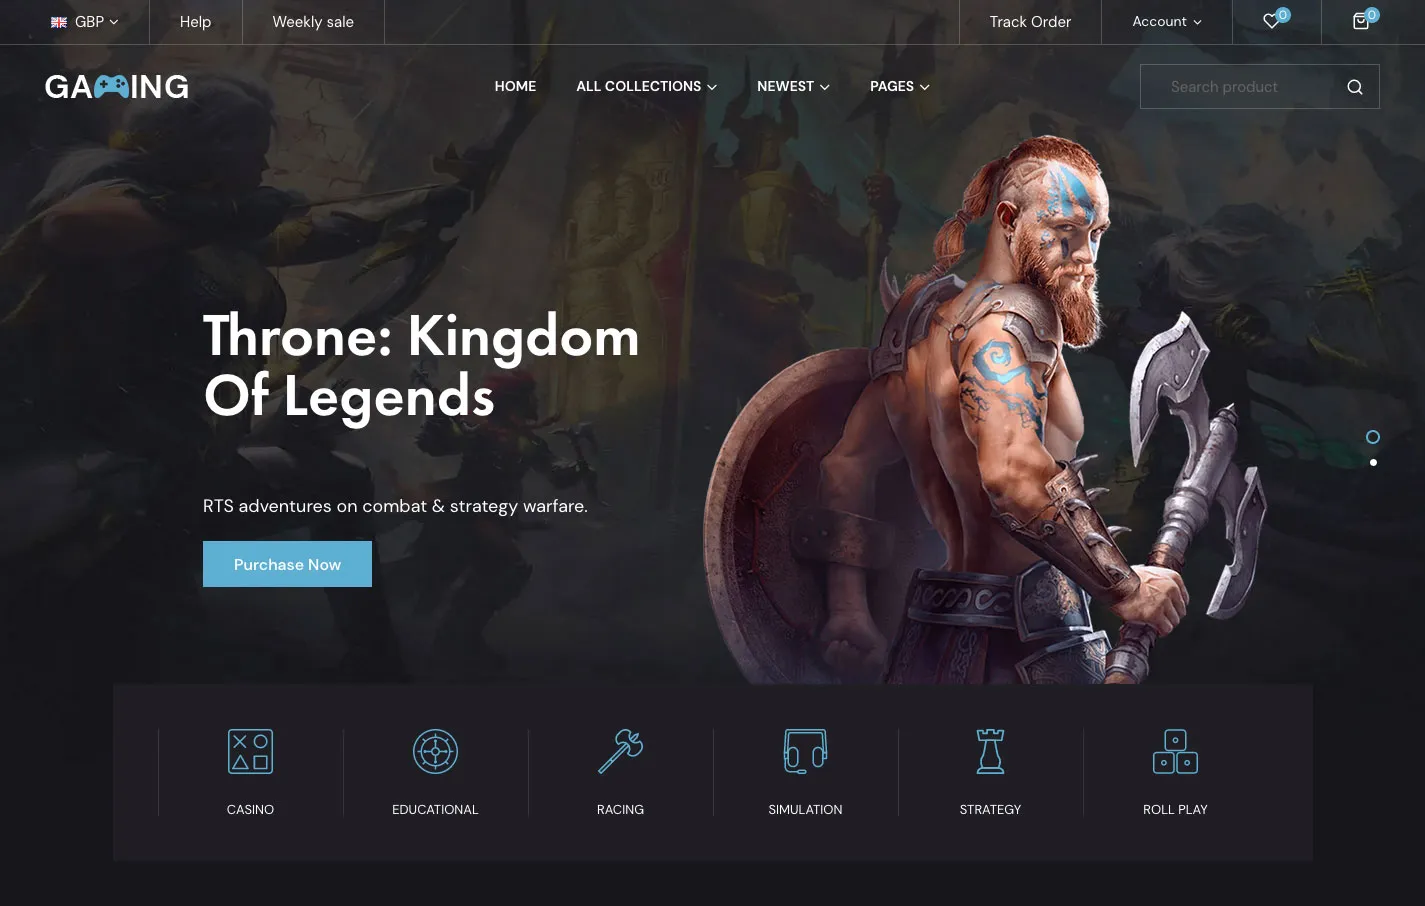 GBP
Help
Weekly sale
Track Order
Account
0
0
GAMING
HOME
ALL COLLECTIONS
NEWEST
PAGES
Search product
Throne: Kingdom
Of Legends
RTS adventures on combat & strategy warfare.
Purchase Now
CASINO
EDUCATIONAL
RACING
SIMULATION
STRATEGY
ROLL PLAY